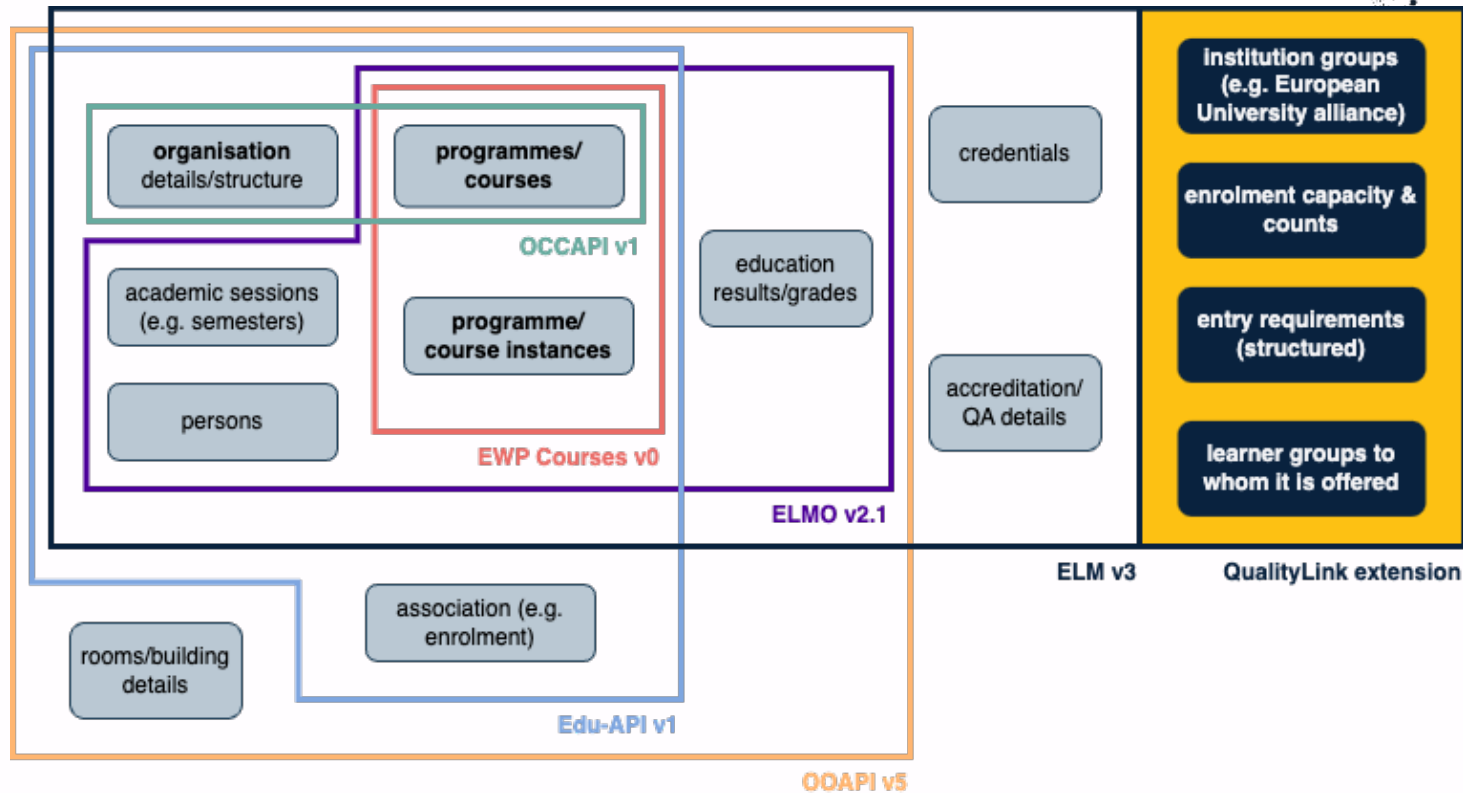 institution groups
(e.g. European
University alliance)
organisation
details/structure
programmes/
courses
credentials
enrolment capacity &
counts
OCCAPI v1
education
results/grades
academic sessions
(e.g. semesters)
programme/
course instances
entry requirements
(structured)
persons
accreditation/
QA details
EWP Courses v0
learner groups to
whom it is offered
ELMO v2.1
ELM v3
QualityLink extension
association (e.g.
enrolment)
rooms/building
details
Edu-API v1
OOAPI v5